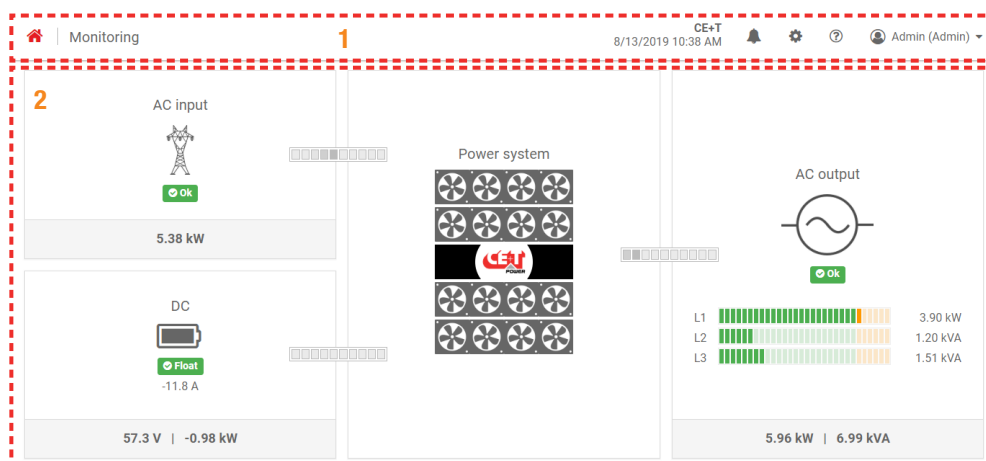 Monitoring
1
CE+T
8/13/2019 10:38 AM
Admin (Admin)
2
AC input
Ok
5.38 kW
DC
Float
-11.8 A
57.3 V | -0.98 kW
Power system
CE+T
POWER
AC output
Ok
L1 3.90 kW
L2 1.20 kVA
L3 1.51 kVA
5.96 kW | 6.99 kVA